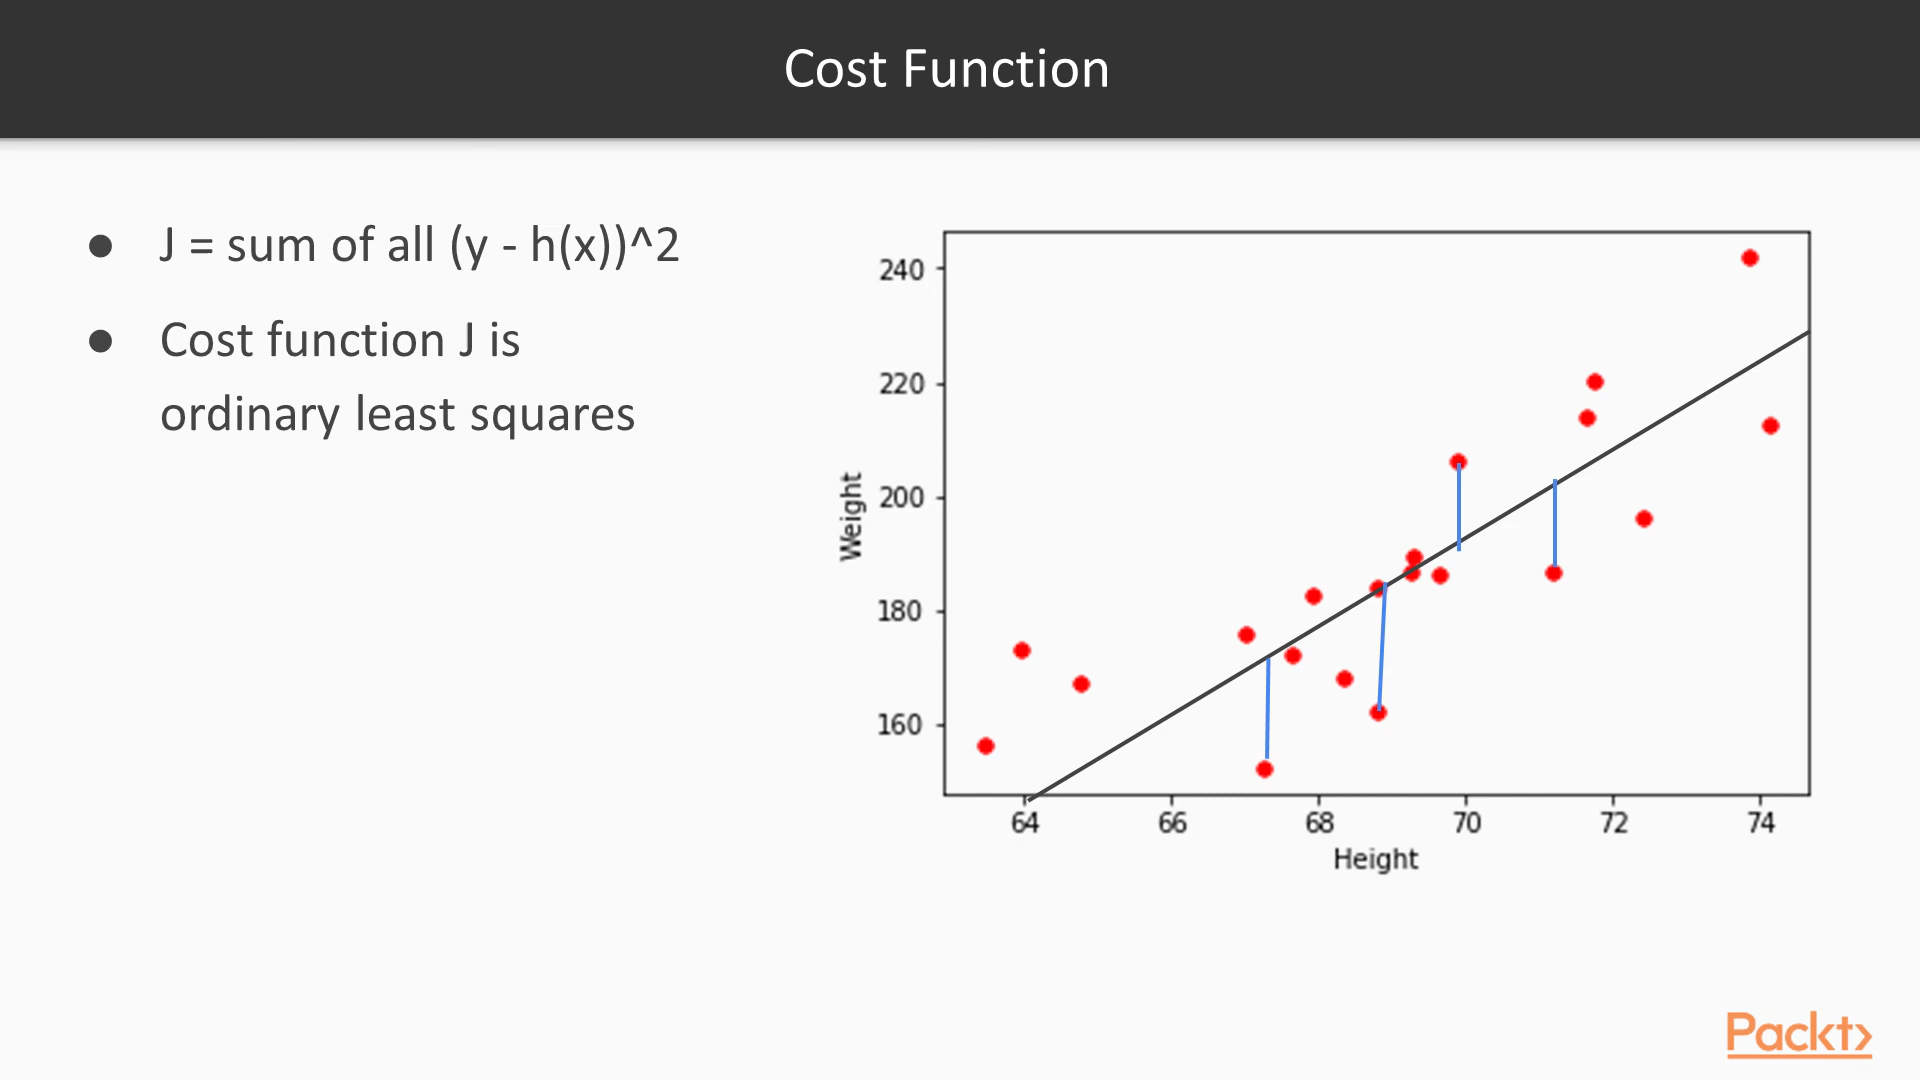 Cost Function
● J = sum of all (y - h(x))^2
● Cost function J is
ordinary least squares
240
220
200
180
160
Weight
64 66 68 70 72 74
Height
Packt>